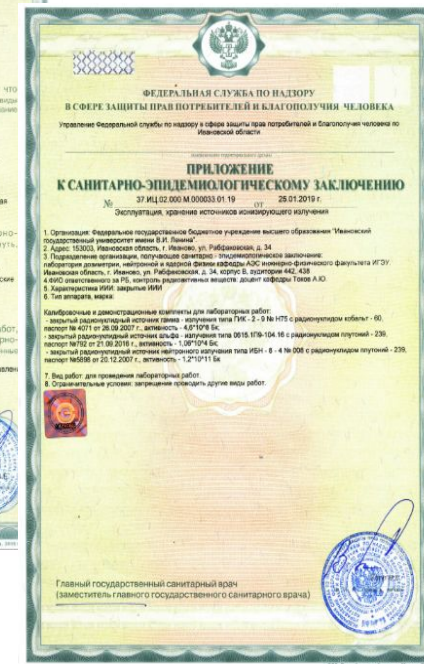 что
виды
ФЕДЕРАЛЬНАЯ СЛУЖБА ПО НАДЗОРУ
В СФЕРЕ ЗАЩИТЫ ПРАВ ПОТРЕБИТЕЛЕЙ И БЛАГОПОЛУЧИЯ ЧЕЛОВЕКА
Управление Федеральной службы по надзору в сфере защиты прав потребителей и благополучия человека по
Ивановской области
ПРИЛОЖЕНИЕ
К САНИТАРНО-ЭПИДЕМИОЛОГИЧЕСКОМУ ЗАКЛЮЧЕНИЮ
№ 37.ИЦ.02.000.М.000033.01.19 от 25.01.2019 г.
Эксплуатация, хранение источников ионизирующего излучения
1. Организация: Федеральное государственное бюджетное учреждение высшего образования "Ивановский
государственный университет имени В.И. Ленина".
2. Адрес: 153003, Ивановская область, г. Иваново, ул. Рабфаковская, д. 34
3. Подразделение организации, получающее санитарно - эпидемиологическое заключение:
лаборатория дозиметрии, нейтронной и ядерной физики кафедры АЭС инженерно-физического факультета ИГЭУ
Ивановская область, г. Иваново, ул. Рабфаковская, д. 34, корпус В, аудитории 442, 438
4. ФИО ответственного за РБ, контроль радиоактивных веществ: доцент кафедры Токов А.Ю.
5. Характеристика ИИИ: закрытые ИИИ
6. Тип аппарата, марка:
Калибровочные и демонстрационные комплекты для лабораторных работ:
- закрытый радионуклидный источник гамма - излучения типа ГИК - 2 - 9 № Н75 с радионуклидом кобальт - 60,
паспорт № 4071 от 26.09.2007 г., активность - 4,6*10^8 Бк
- закрытый радионуклидный источник альфа - излучения типа 0615.1П9-104.16 с радионуклидом плутоний - 239,
паспорт №792 от 21.09.2016 г., активность - 1,06*10^4 Бк;
- закрытый радионуклидный источник нейтронного излучения типа ИБН - 8 - 4 № 008 с радионуклидом плутоний - 239,
паспорт №5898 от 20.12.2007 г., активность - 1,2*10^11 Бк
7. Вид работ: для проведения лабораторных работ.
8. Ограничительные условия: запрещение проводить другие виды работ.
Главный государственный санитарный врач
(заместитель главного государственного санитарного врача)